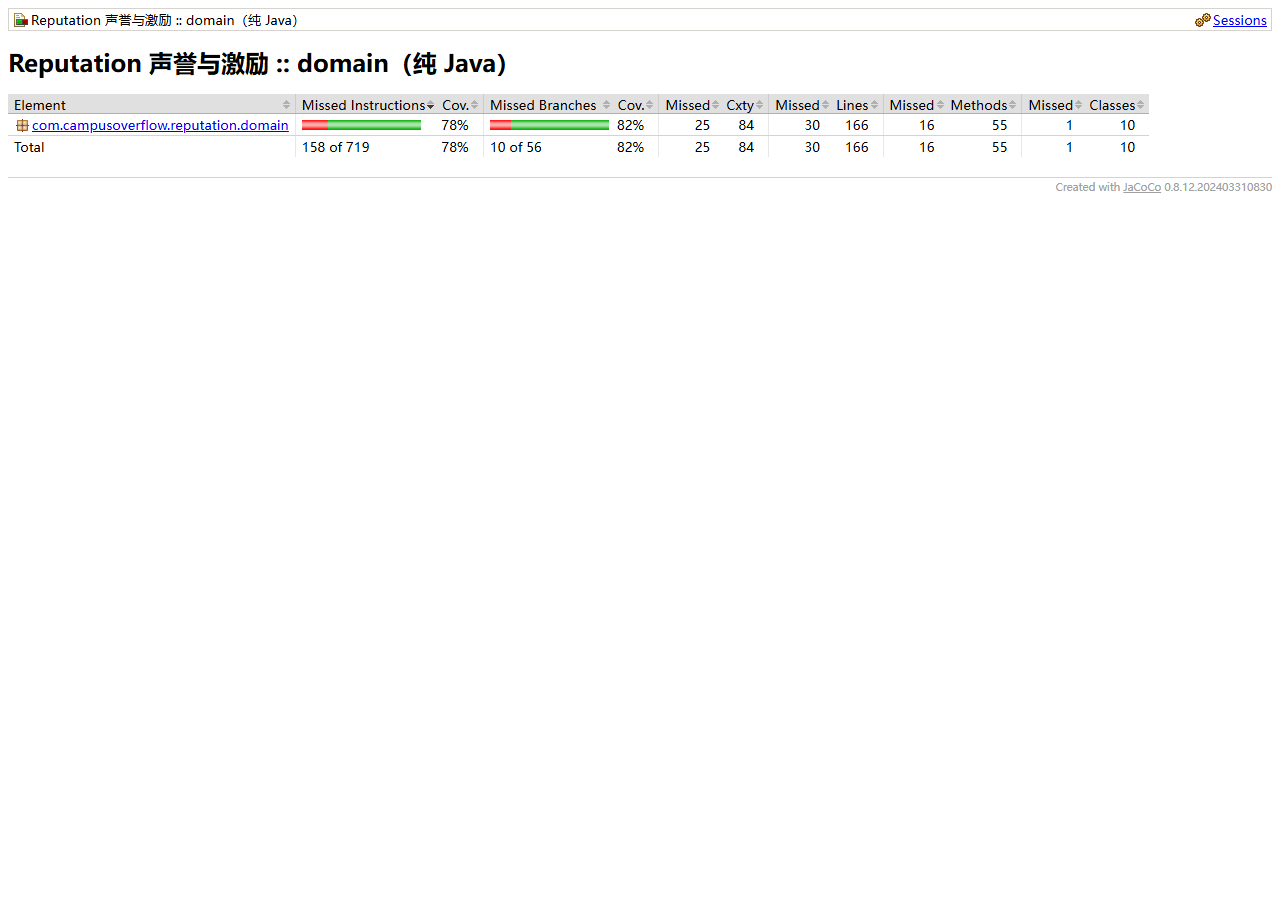 Reputation 声誉与激励 :: domain（纯 Java） Sessions
Reputation 声誉与激励 :: domain（纯 Java）
Element Missed Instructions Cov. Missed Branches Cov. Missed Cxty Missed Lines Missed Methods Missed Classes
com.campusoverflow.reputation.domain 78% 82% 25 84 30 166 16 55 1 10
Total 158 of 719 78% 10 of 56 82% 25 84 30 166 16 55 1 10
Created with JaCoCo 0.8.12.202403310830